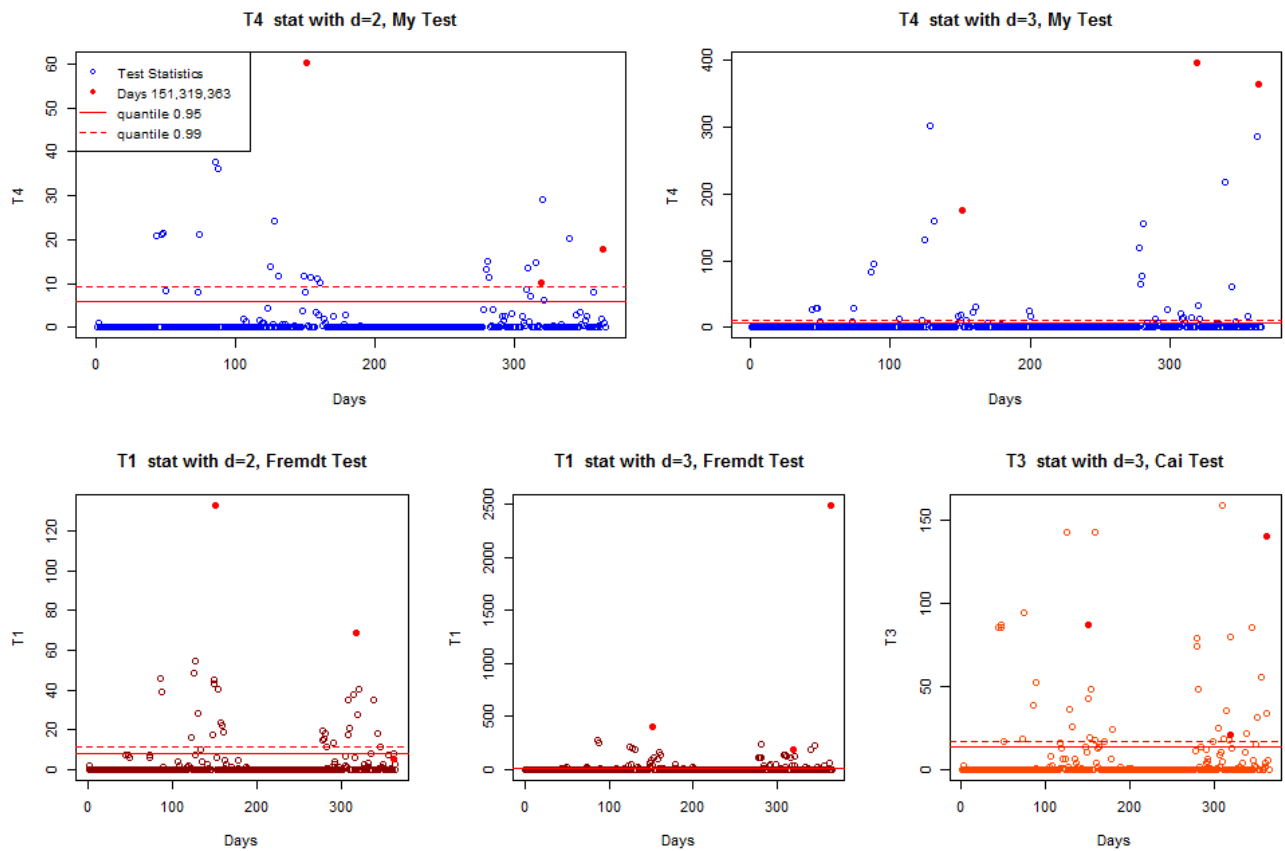 T4 stat with d=2, My Test
T4
60
50
40
30
20
10
0
Test Statistics
Days 151,319,363
quantile 0.95
quantile 0.99
0
100
200
300
Days
T4 stat with d=3, My Test
T4
400
300
200
100
0
0
100
200
300
Days
T1 stat with d=2, Fremdt Test
T1
120
80
60
40
20
0
0
100
200
300
Days
T1 stat with d=3, Fremdt Test
T1
2500
2000
1500
1000
500
0
0
100
200
300
Days
T3 stat with d=3, Cai Test
T3
150
100
50
0
0
100
200
300
Days